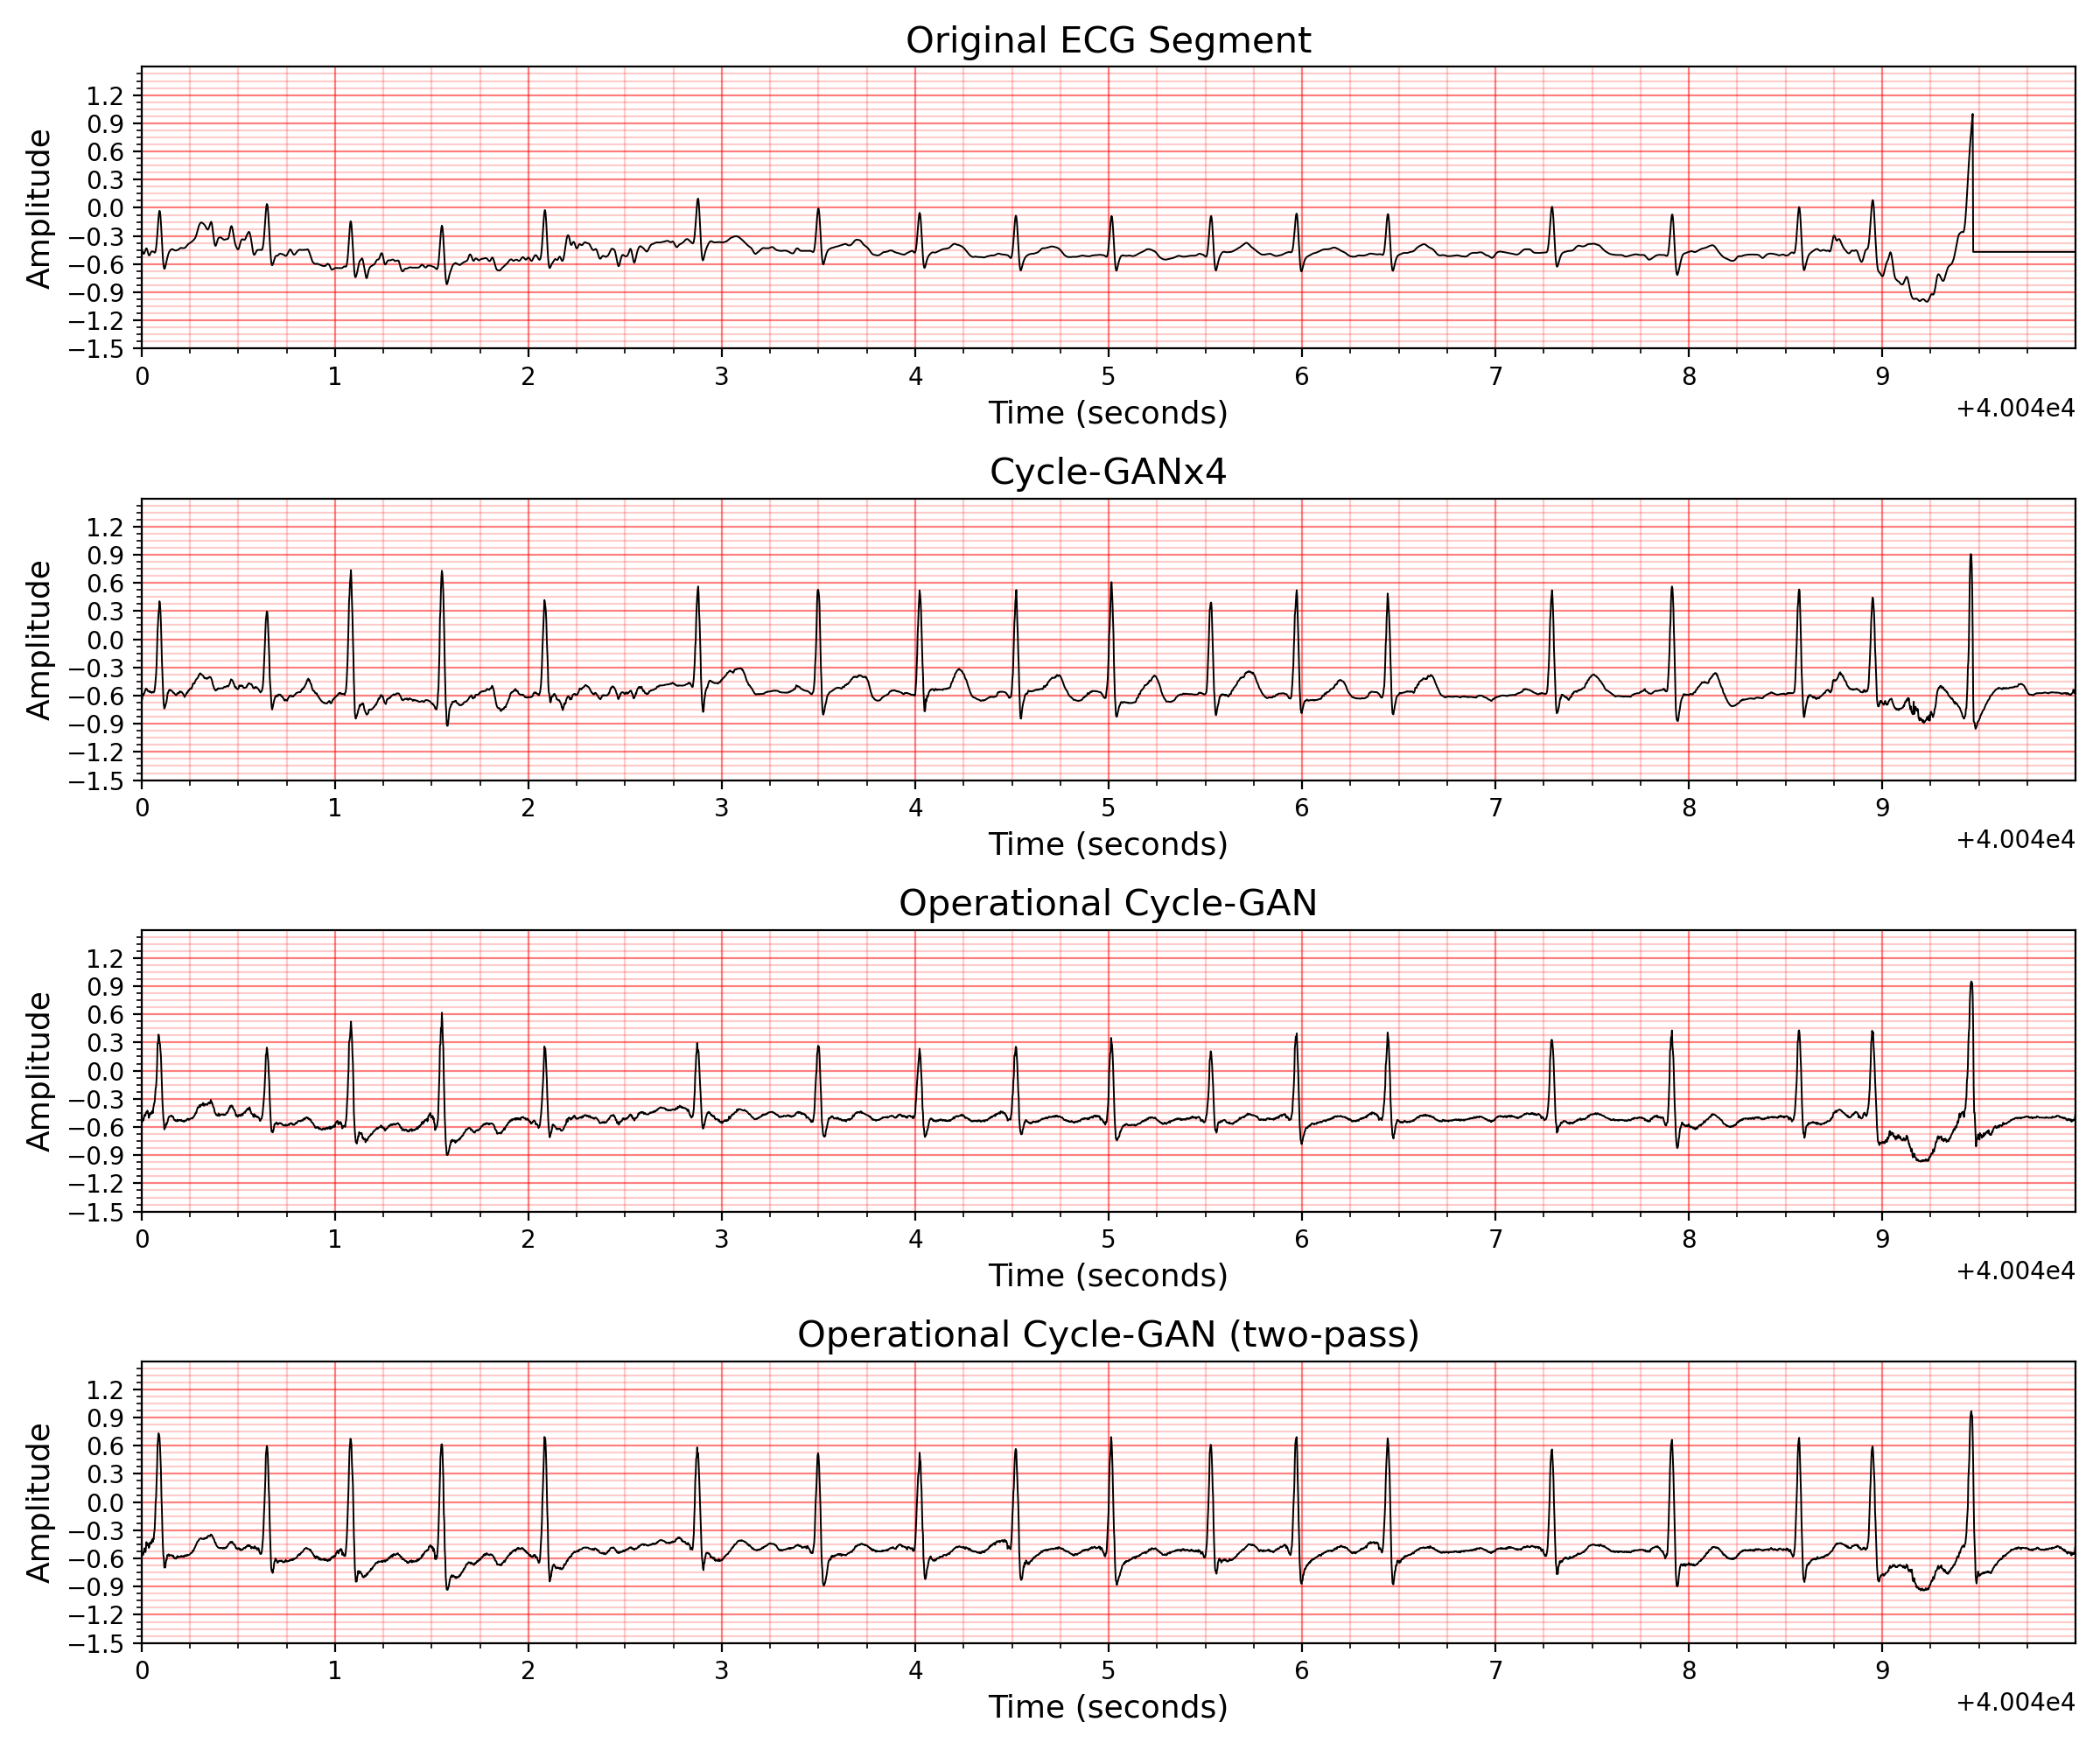 Original ECG Segment
1.2
0.9
0.6
0.3
0.0
−0.3
−0.6
−0.9
−1.2
−1.5
Amplitude
0 1 2 3 4 5 6 7 8 9
Time (seconds)
+4.004e4
Cycle-GANx4
1.2
0.9
0.6
0.3
0.0
−0.3
−0.6
−0.9
−1.2
−1.5
Amplitude
0 1 2 3 4 5 6 7 8 9
Time (seconds)
+4.004e4
Operational Cycle-GAN
1.2
0.9
0.6
0.3
0.0
−0.3
−0.6
−0.9
−1.2
−1.5
Amplitude
0 1 2 3 4 5 6 7 8 9
Time (seconds)
+4.004e4
Operational Cycle-GAN (two-pass)
1.2
0.9
0.6
0.3
0.0
−0.3
−0.6
−0.9
−1.2
−1.5
Amplitude
0 1 2 3 4 5 6 7 8 9
Time (seconds)
+4.004e4